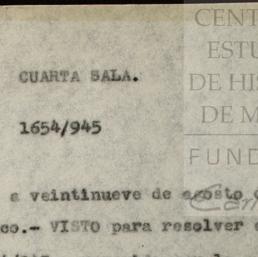 CUARTA SALA.
1654/945
a veintinueve de agosto
co.- VISTO para resolver
CENT
ESTU
DE HIS
DE M
FUND